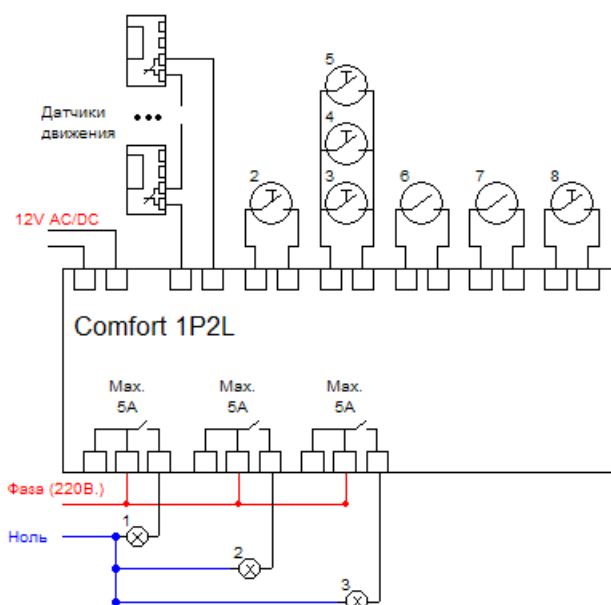 5
Датчики
движения
4
2
3
6
7
8
12V AC/DC
Comfort 1P2L
Max.
5A
Max.
5A
Max.
5A
Фаза (220В.)
1
Ноль
2
3